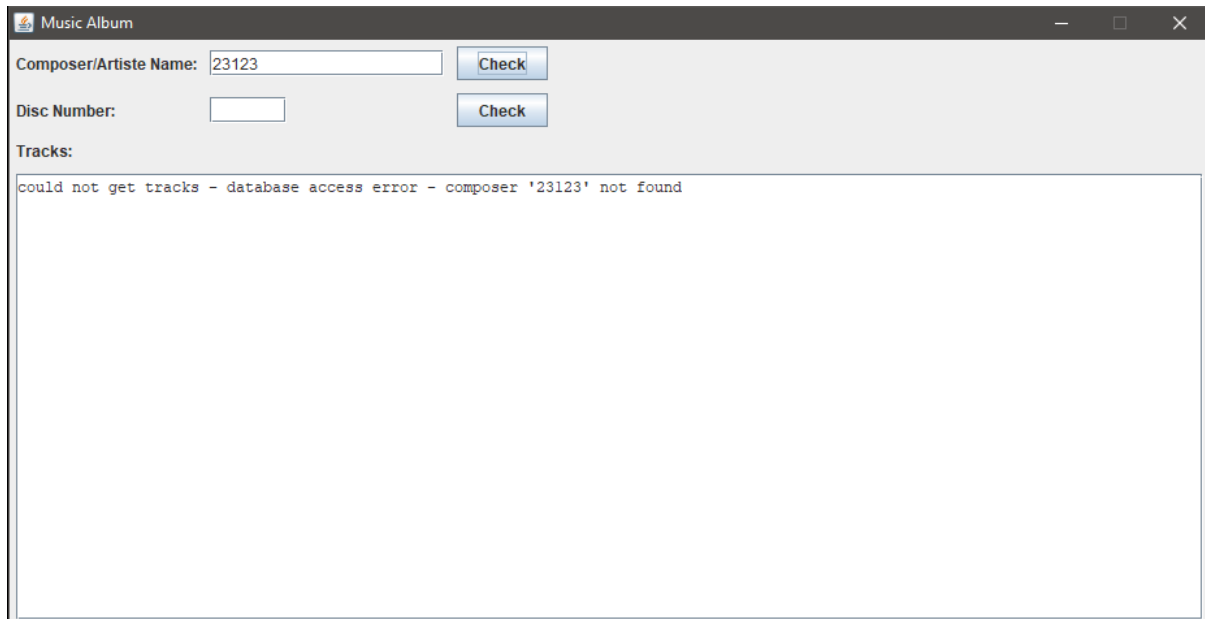 Music Album
Composer/Artiste Name: 23123 Check
Disc Number: Check
Tracks:
could not get tracks - database access error - composer '23123' not found